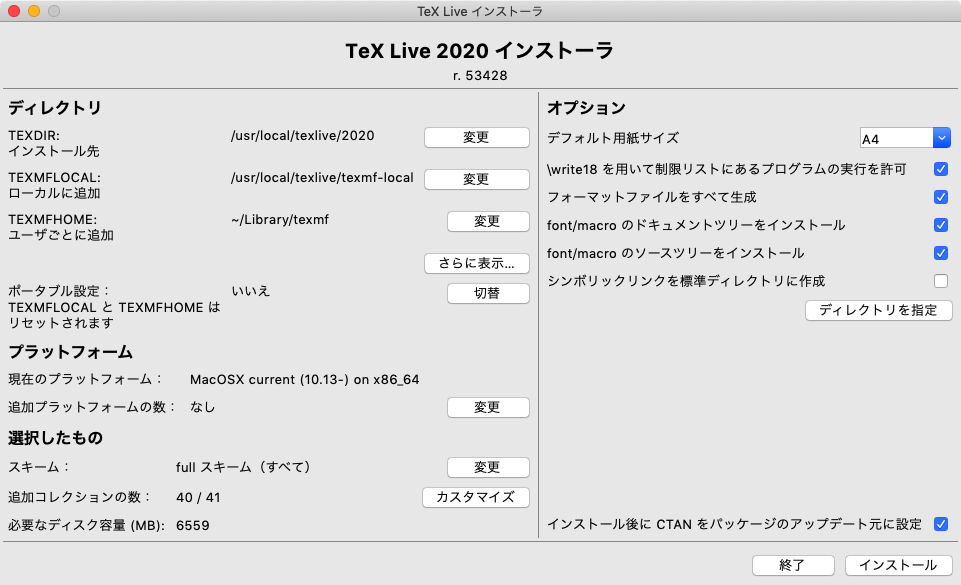 TeX Live インストーラ
TeX Live 2020 インストーラ
r. 53428
ディレクトリ
TEXDIR:
インストール先
/usr/local/texlive/2020
変更
TEXMFLOCAL:
ローカルに追加
/usr/local/texlive/texmf-local
変更
TEXMFHOME:
ユーザごとに追加
~/Library/texmf
変更
さらに表示...
ポータブル設定：
TEXMFLOCAL と TEXMFHOME は
リセットされます
いいえ
切替
プラットフォーム
現在のプラットフォーム： MacOSX current (10.13-) on x86_64
追加プラットフォームの数： なし
変更
選択したもの
スキーム： full スキーム（すべて）
変更
追加コレクションの数： 40 / 41
カスタマイズ
必要なディスク容量 (MB): 6559
オプション
デフォルト用紙サイズ
A4
\write18 を用いて制限リストにあるプログラムの実行を許可
フォーマットファイルをすべて生成
font/macro のドキュメントツリーをインストール
font/macro のソースツリーをインストール
シンボリックリンクを標準ディレクトリに作成
ディレクトリを指定
インストール後に CTAN をパッケージのアップデート元に設定
終了
インストール